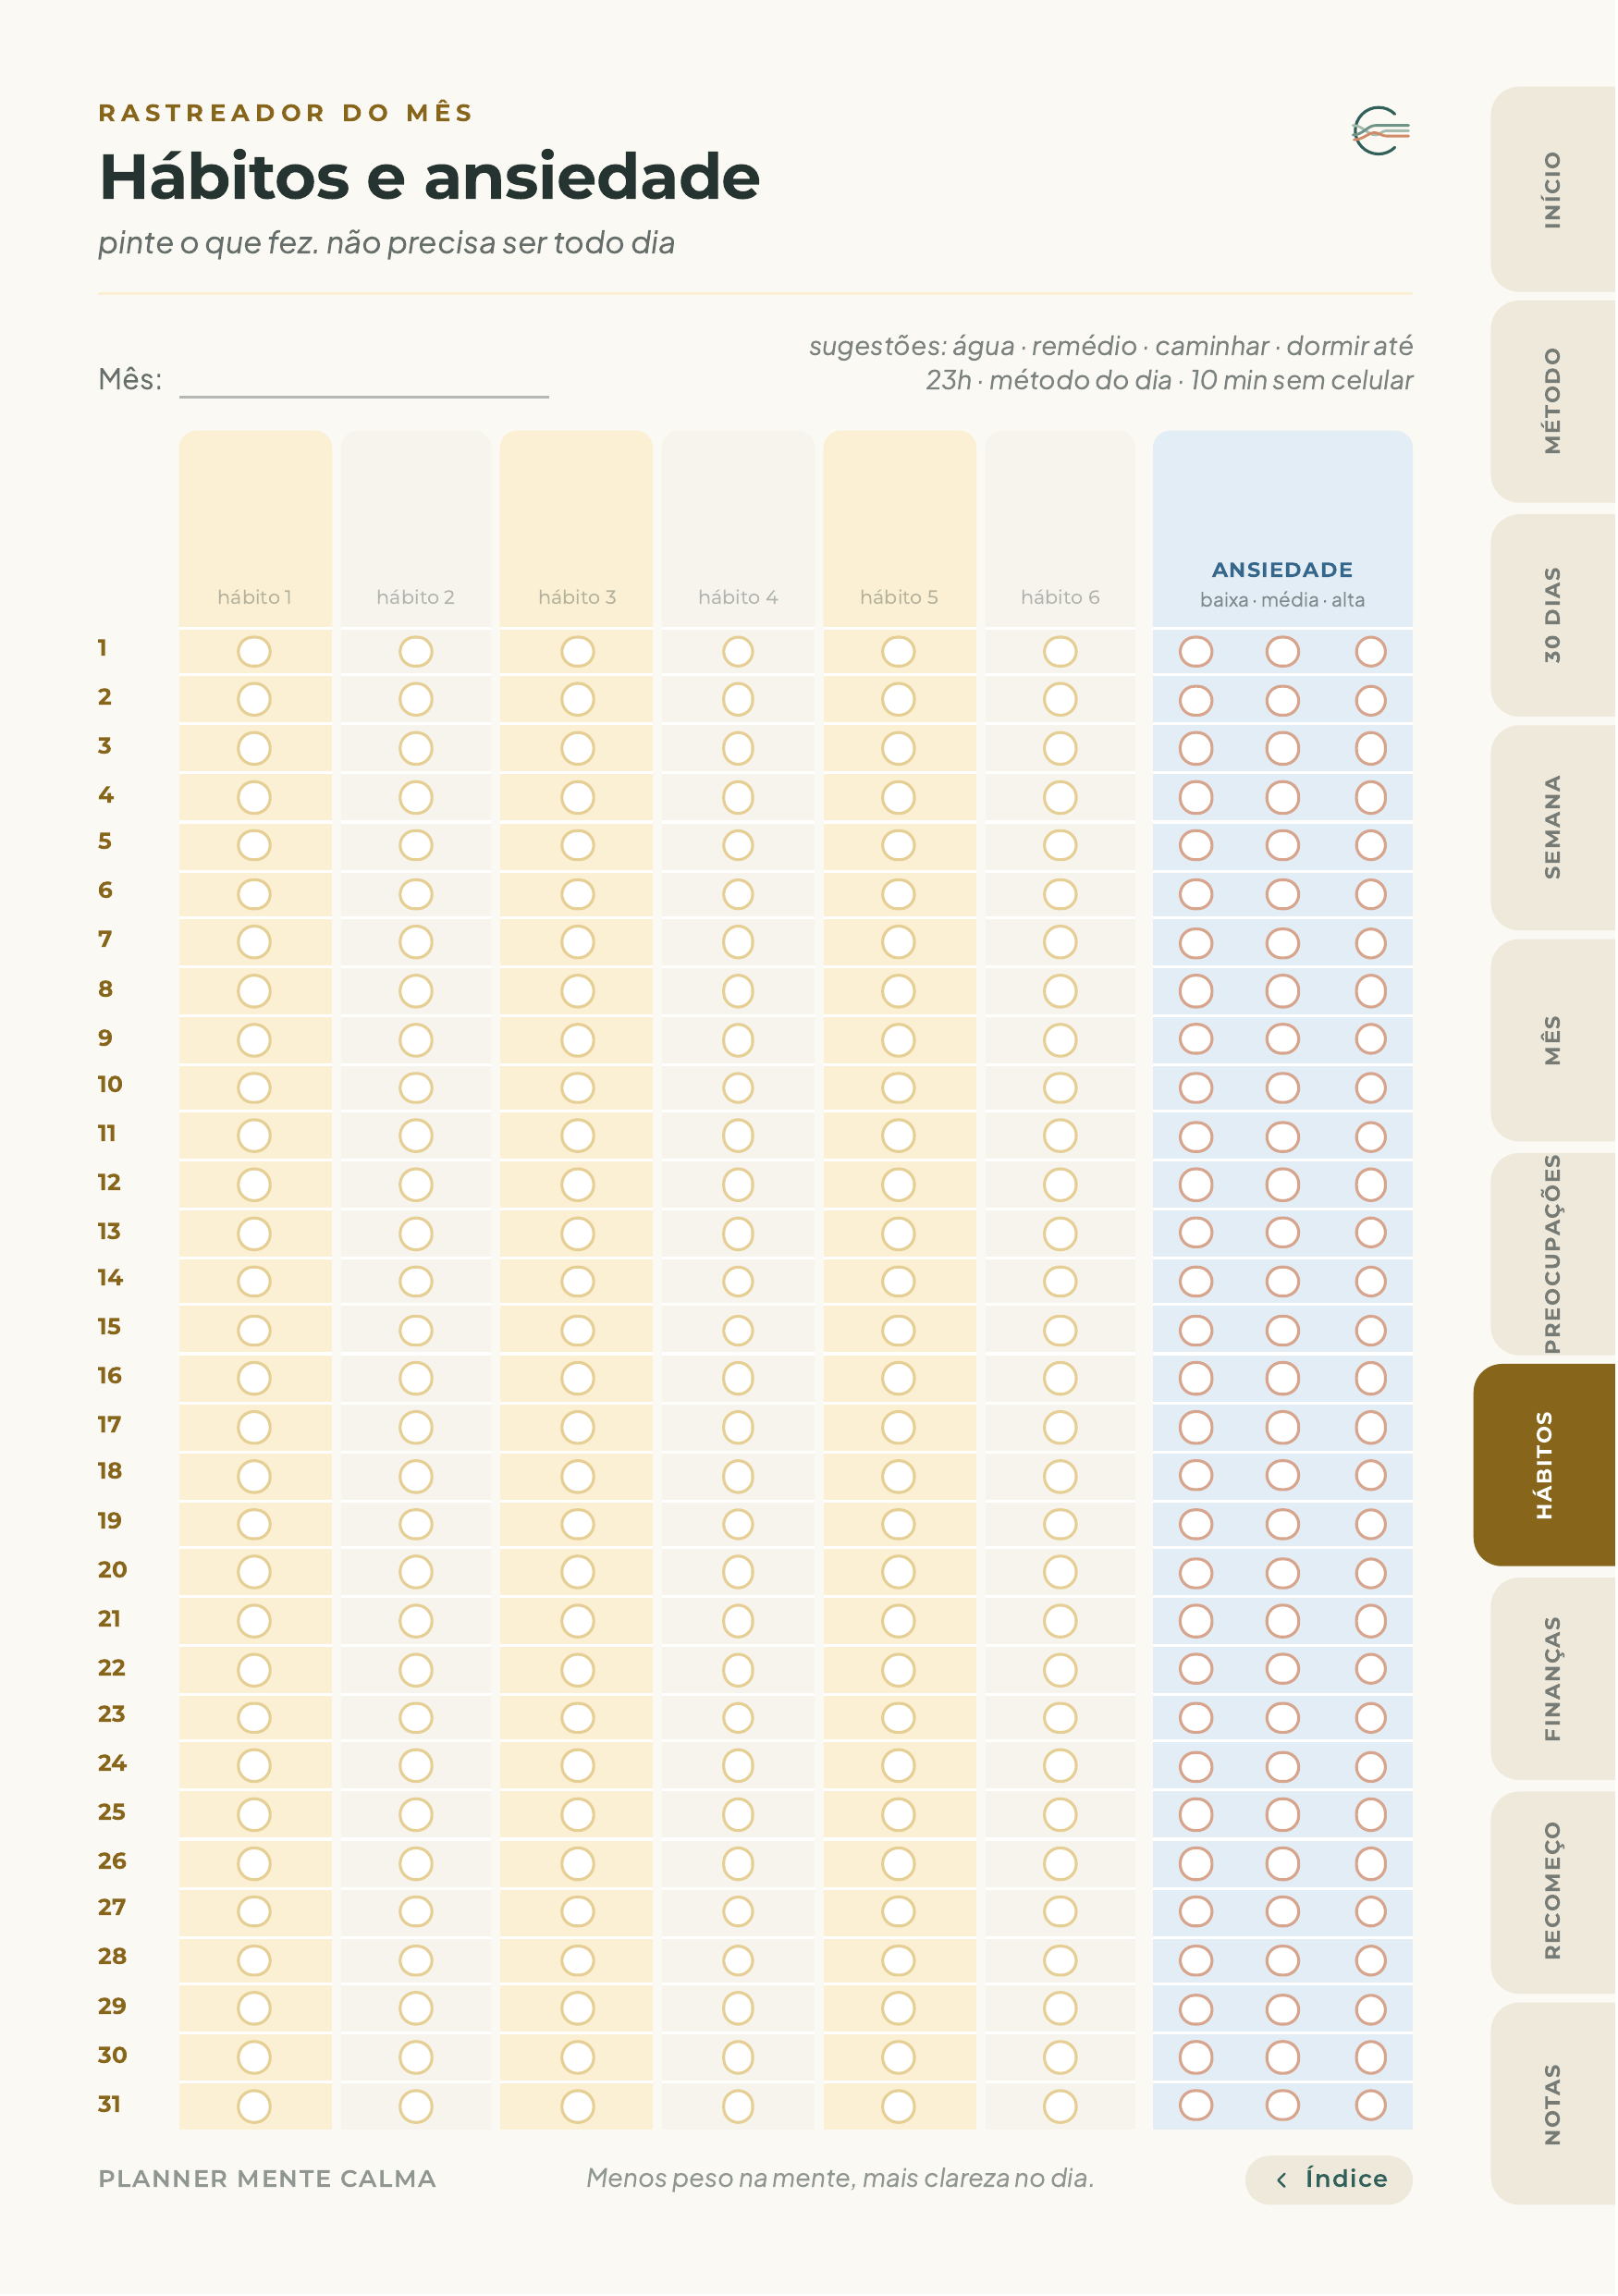 RASTREADOR DO MÊS
Hábitos e ansiedade
pinte o que fez. não precisa ser todo dia
Mês:
sugestões: água · remédio · caminhar · dormir até
23h · método do dia · 10 min sem celular
hábito 1 hábito 2 hábito 3 hábito 4 hábito 5 hábito 6
ANSIEDADE
baixa · média · alta
1
2
3
4
5
6
7
8
9
10
11
12
13
14
15
16
17
18
19
20
21
22
23
24
25
26
27
28
29
30
31
PLANNER MENTE CALMA
Menos peso na mente, mais clareza no dia.
‹ Índice
INÍCIO
MÉTODO
30 DIAS
SEMANA
MÊS
PREOCUPAÇÕES
HÁBITOS
FINANÇAS
RECOMEÇO
NOTAS